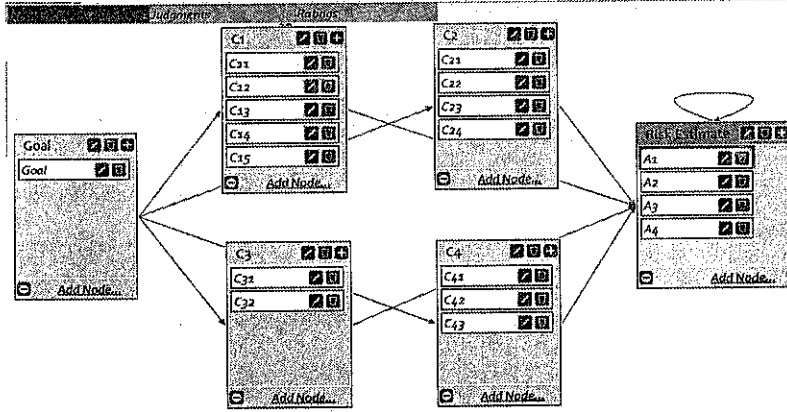 Judgments Ratings
Goal
Goal
Add Node...
C1
C21
C12
C13
C14
C15
Add Node...
C2
C21
C22
C23
C24
Add Node...
C3
C31
C32
Add Node...
C4
C41
C42
C43
Add Node...
Risk Estimate
A1
A2
A3
A4
Add Node...